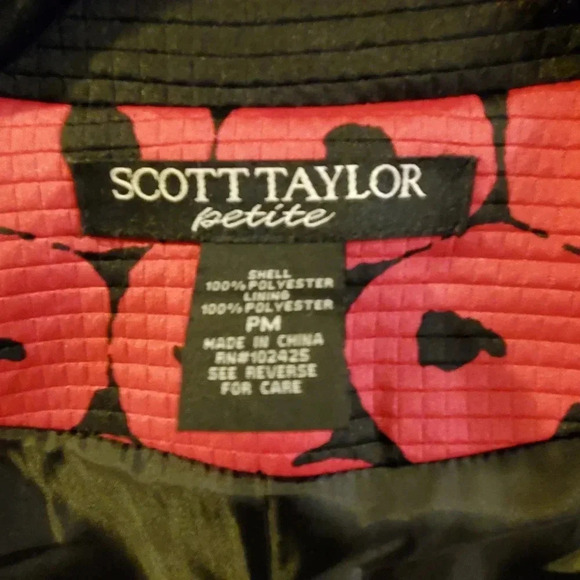 SCOTT TAYLOR
petite
SHELL
100% POLYESTER
LINING
100% POLYESTER
PM
MADE IN CHINA
RN#102425
SEE REVERSE
FOR CARE